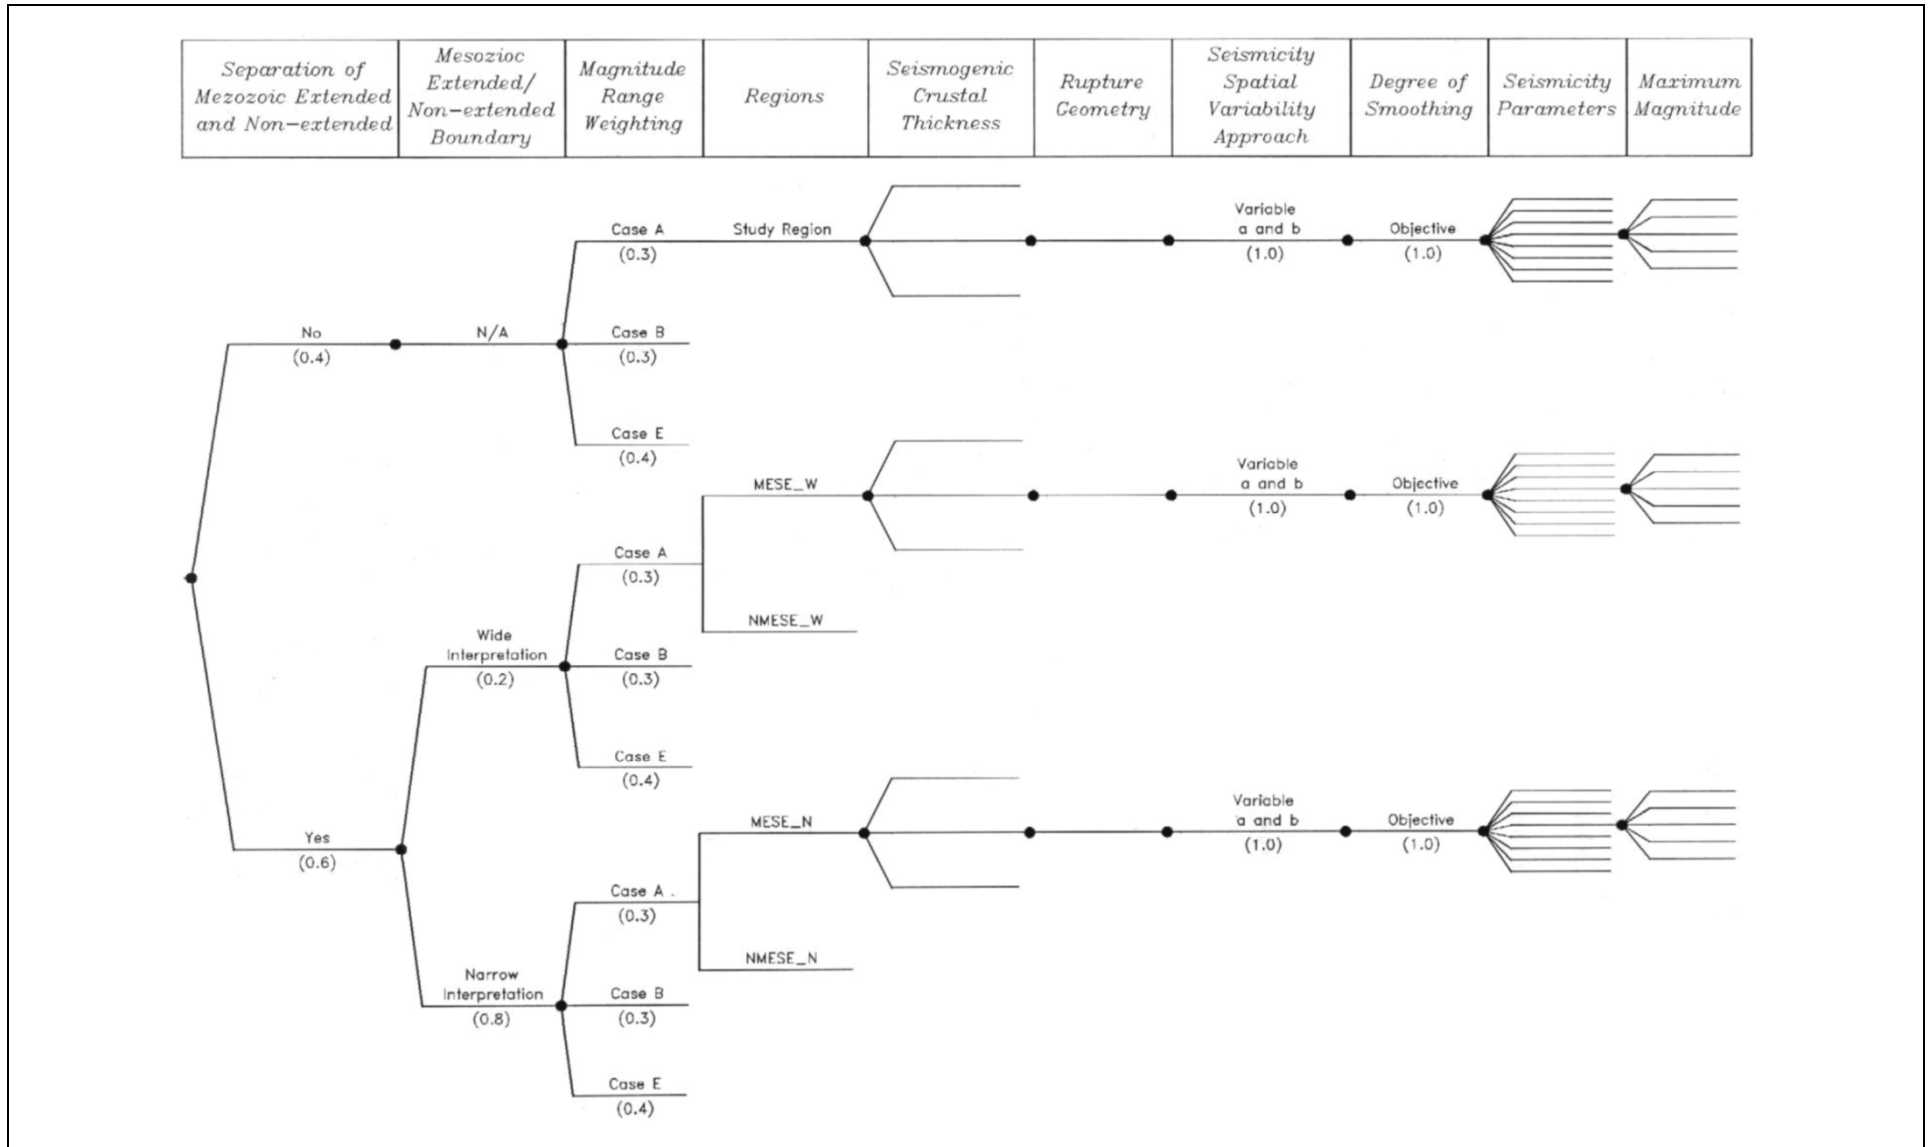 Separation of
Mezozoic Extended
and Non-extended
Mesozioc
Extended/
Non-extended
Boundary
Magnitude
Range
Weighting
Regions
Seismogenic
Crustal
Thickness
Rupture
Geometry
Seismicity
Spatial
Variability
Approach
Degree of
Smoothing
Seismicity
Parameters
Maximum
Magnitude
Case A
(0.3)
Study Region
Variable
a and b
(1.0)
Objective
(1.0)
No
(0.4)
N/A
Case B
(0.3)
Case E
(0.4)
MESE_W
Variable
a and b
(1.0)
Objective
(1.0)
Case A
(0.3)
NMESE_W
Wide
Interpretation
(0.2)
Case B
(0.3)
Case E
(0.4)
Yes
(0.6)
MESE_N
Variable
a and b
(1.0)
Objective
(1.0)
Case A
(0.3)
NMESE_N
Narrow
Interpretation
(0.8)
Case B
(0.3)
Case E
(0.4)